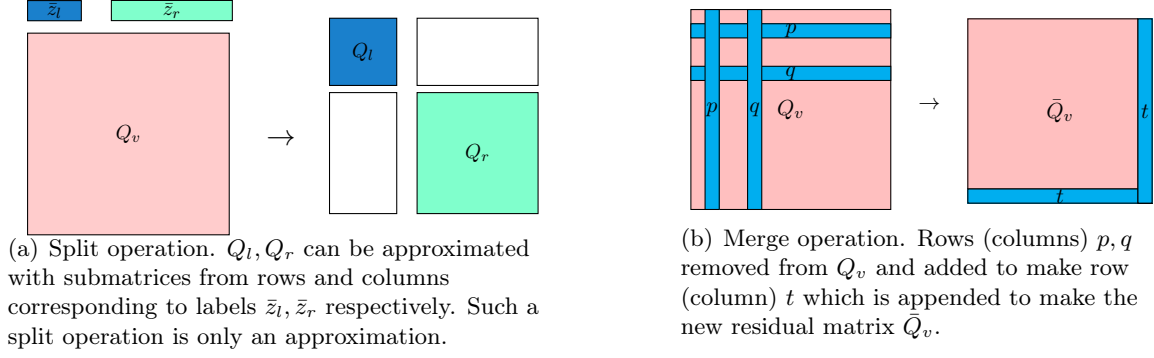 z̄_l z̄_r
Q_v → Q_l Q_r
(a) Split operation. Q_l, Q_r can be approximated
with submatrices from rows and columns
corresponding to labels z̄_l, z̄_r respectively. Such a
split operation is only an approximation.
p
q
p q Q_v → Q̄_v t
t
(b) Merge operation. Rows (columns) p, q
removed from Q_v and added to make row
(column) t which is appended to make the
new residual matrix Q̄_v.